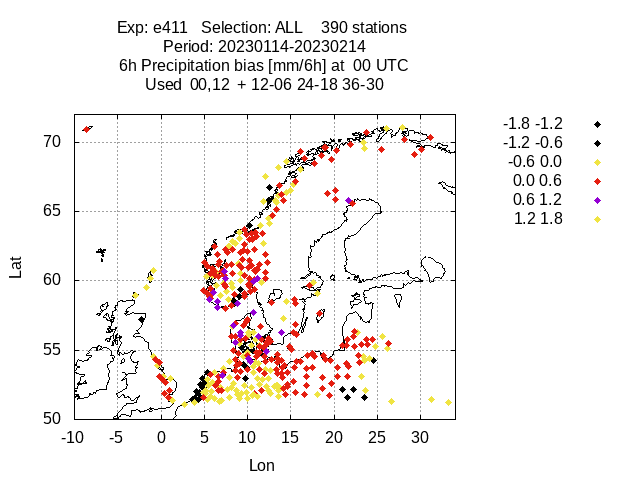 Exp: e411   Selection: ALL    390 stations
Period: 20230114-20230214
6h Precipitation bias [mm/6h] at  00 UTC
Used  00,12  + 12-06 24-18 36-30
-1.8 -1.2
-1.2 -0.6
-0.6 0.0
0.0 0.6
0.6 1.2
1.2 1.8
70
65
60
55
50
Lat
-10 -5 0 5 10 15 20 25 30
Lon